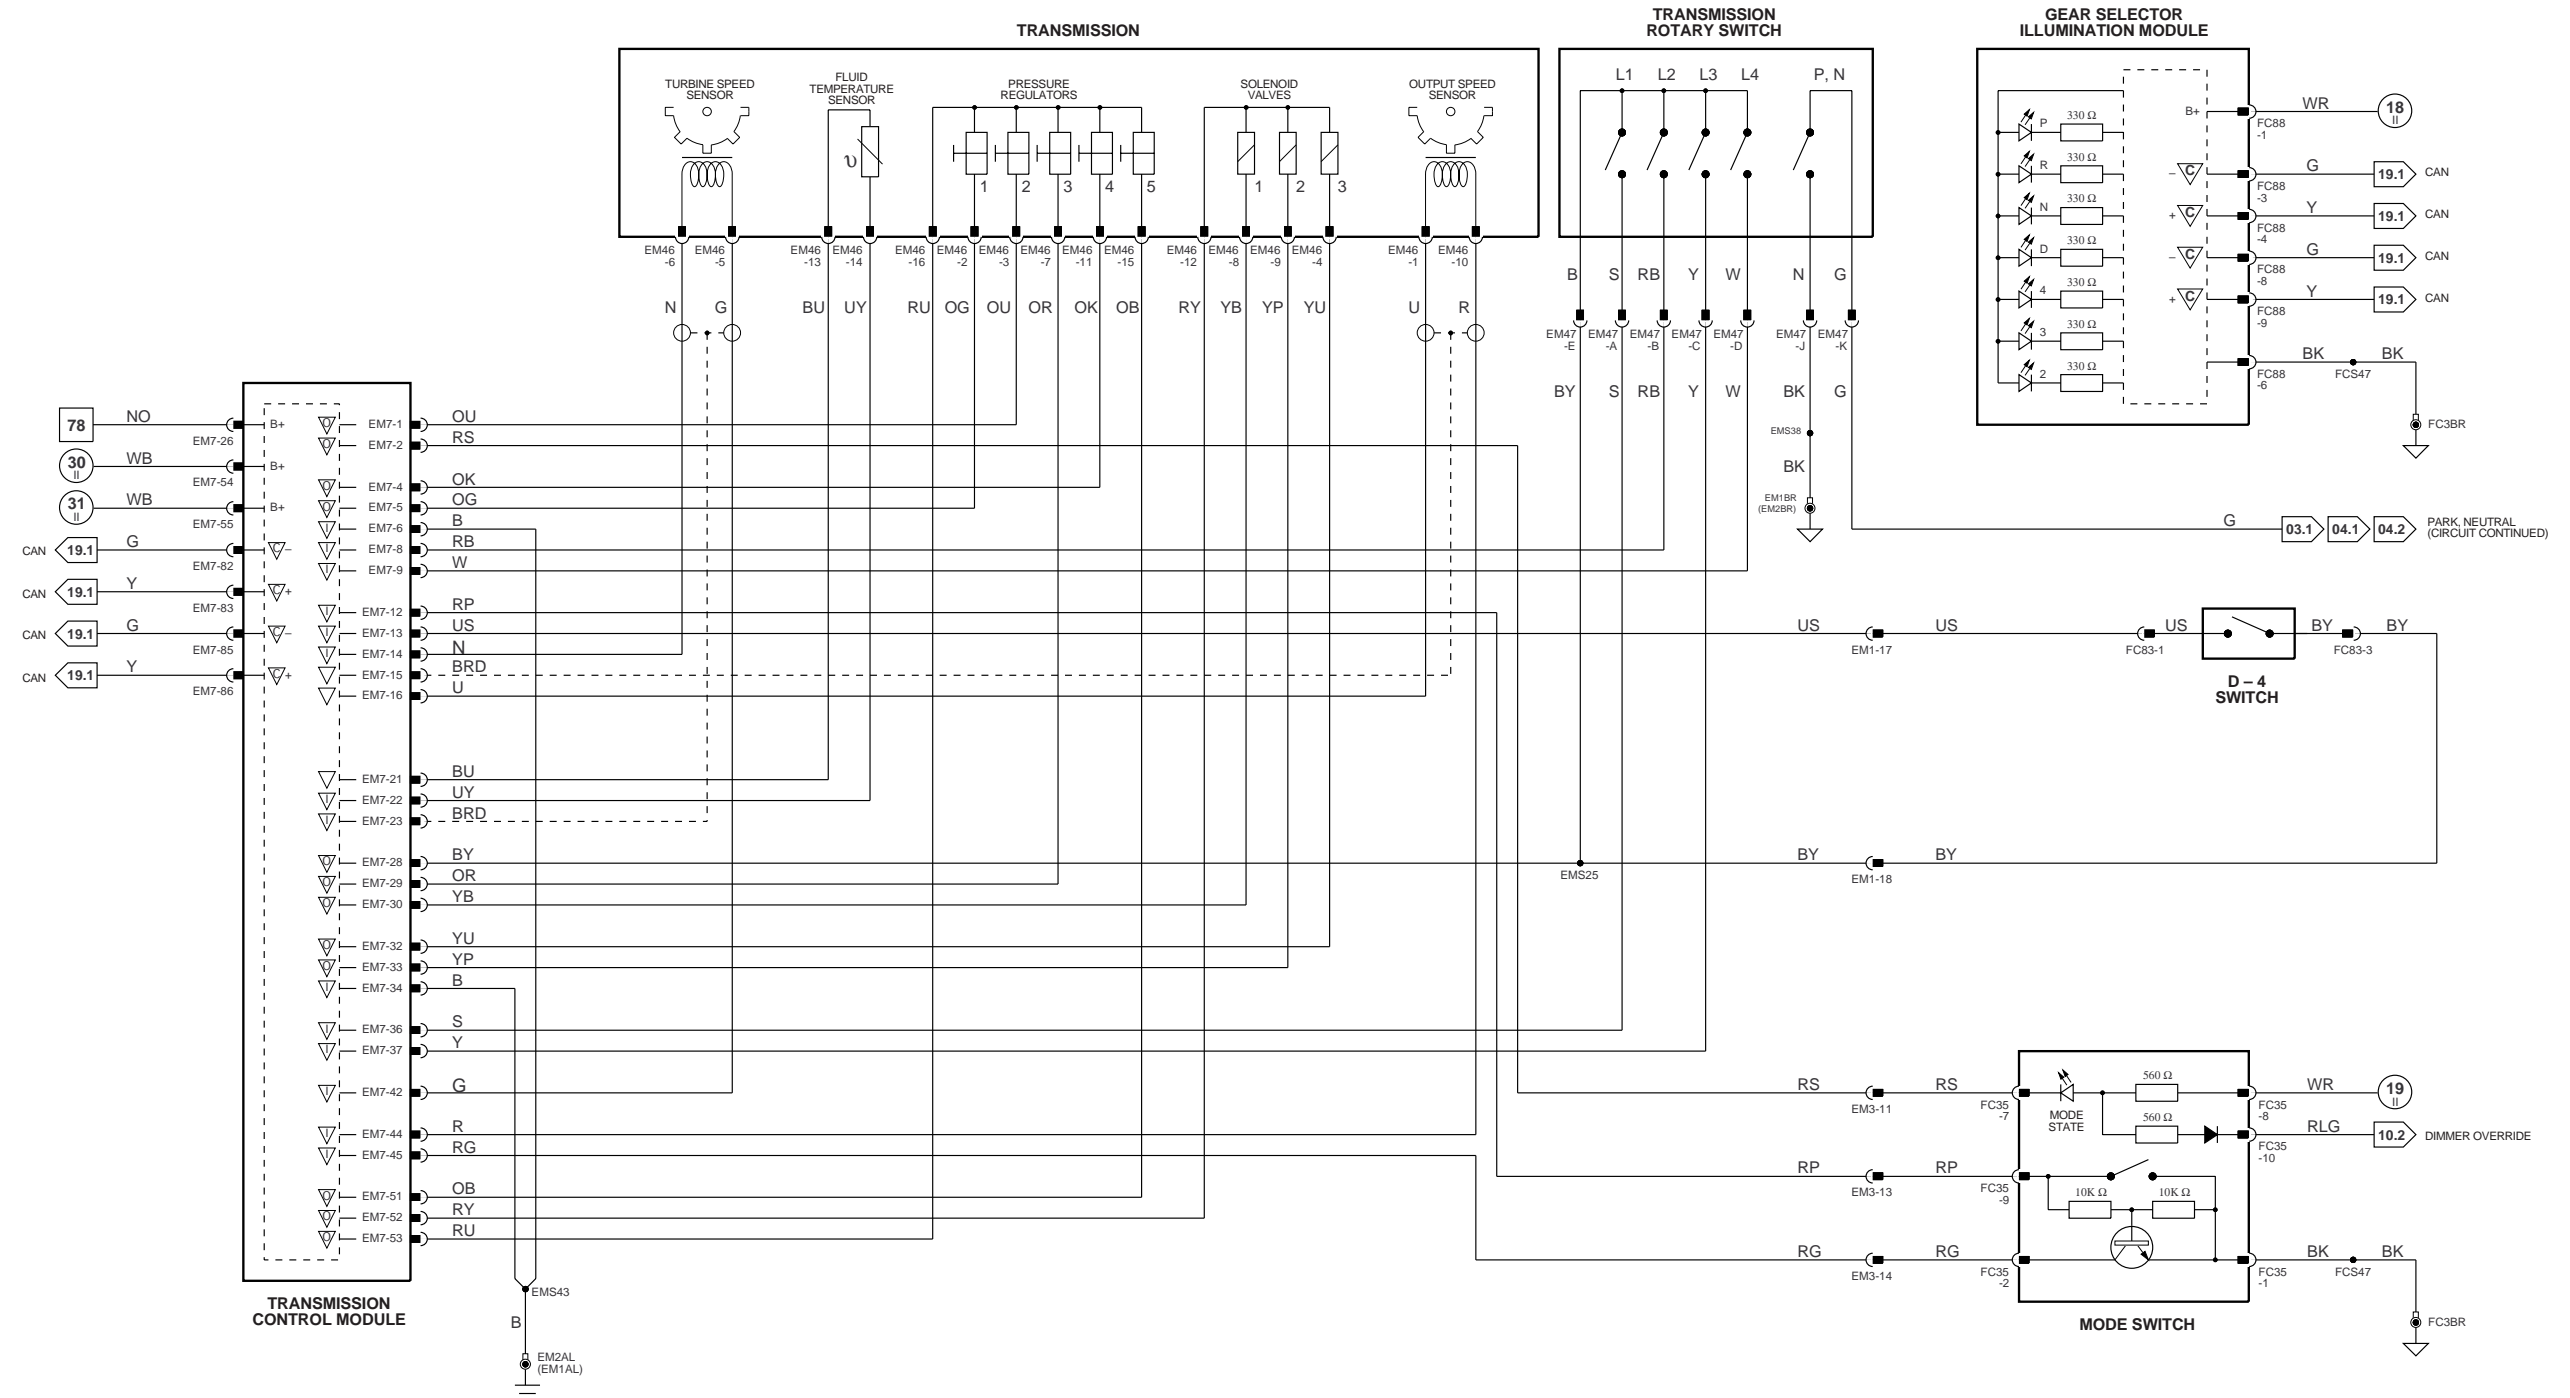 TRANSMISSION
TRANSMISSION
ROTARY SWITCH
GEAR SELECTOR
ILLUMINATION MODULE
TURBINE SPEED
SENSOR
FLUID
TEMPERATURE
SENSOR
PRESSURE
REGULATORS
SOLENOID
VALVES
OUTPUT SPEED
SENSOR
υ
1 2 3 4 5
1 2 3
L1 L2 L3 L4 P, N
EM46 -6
EM46 -5
EM46 -13
EM46 -14
EM46 -16
EM46 -2
EM46 -3
EM46 -7
EM46 -11
EM46 -15
EM46 -12
EM46 -8
EM46 -9
EM46 -4
EM46 -1
EM46 -10
N G BU UY RU OG OU OR OK OB RY YB YP YU U R
B S RB Y W N G
EM47 -E
EM47 -A
EM47 -B
EM47 -C
EM47 -D
EM47 -J
EM47 -K
BY S RB Y W BK G
EMS38
BK
EM1BR
(EM2BR)
P 330 Ω
R 330 Ω
N 330 Ω
D 330 Ω
4 330 Ω
3 330 Ω
2 330 Ω
B+ FC88 -1 WR 18 II
– C FC88 -3 G 19.1 CAN
+ C FC88 -4 Y 19.1 CAN
– C FC88 -8 G 19.1 CAN
+ C FC88 -9 Y 19.1 CAN
FC88 -6 BK FCS47 BK
FC3BR
G 03.1 04.1 04.2 PARK, NEUTRAL
(CIRCUIT CONTINUED)
78 NO EM7-26 B+
30 II WB EM7-54 B+
31 II WB EM7-55 B+
CAN 19.1 G EM7-82 C –
CAN 19.1 Y EM7-83 C +
CAN 19.1 G EM7-85 C –
CAN 19.1 Y EM7-86 C +
O EM7-1 OU
O EM7-2 RS
O EM7-4 OK
O EM7-5 OG
I EM7-6 B
I EM7-8 RB
I EM7-9 W
I EM7-12 RP
I EM7-13 US
I EM7-14 N
EM7-15 BRD
EM7-16 U
EM7-21 BU
I EM7-22 UY
I EM7-23 BRD
O EM7-28 BY
O EM7-29 OR
O EM7-30 YB
O EM7-32 YU
O EM7-33 YP
I EM7-34 B
I EM7-36 S
I EM7-37 Y
I EM7-42 G
I EM7-44 R
I EM7-45 RG
O EM7-51 OB
O EM7-52 RY
O EM7-53 RU
US EM1-17 US FC83-1 US BY FC83-3 BY
D – 4
SWITCH
EMS25
BY EM1-18 BY
RS EM3-11 RS FC35 -7
RP EM3-13 RP FC35 -9
RG EM3-14 RG FC35 -2
MODE
STATE
560 Ω
560 Ω
10K Ω 10K Ω
FC35 -8 WR 19 II
FC35 -10 RLG 10.2 DIMMER OVERRIDE
FC35 -1 BK FCS47 BK
FC3BR
MODE SWITCH
TRANSMISSION
CONTROL MODULE
EMS43
B
EM2AL
(EM1AL)